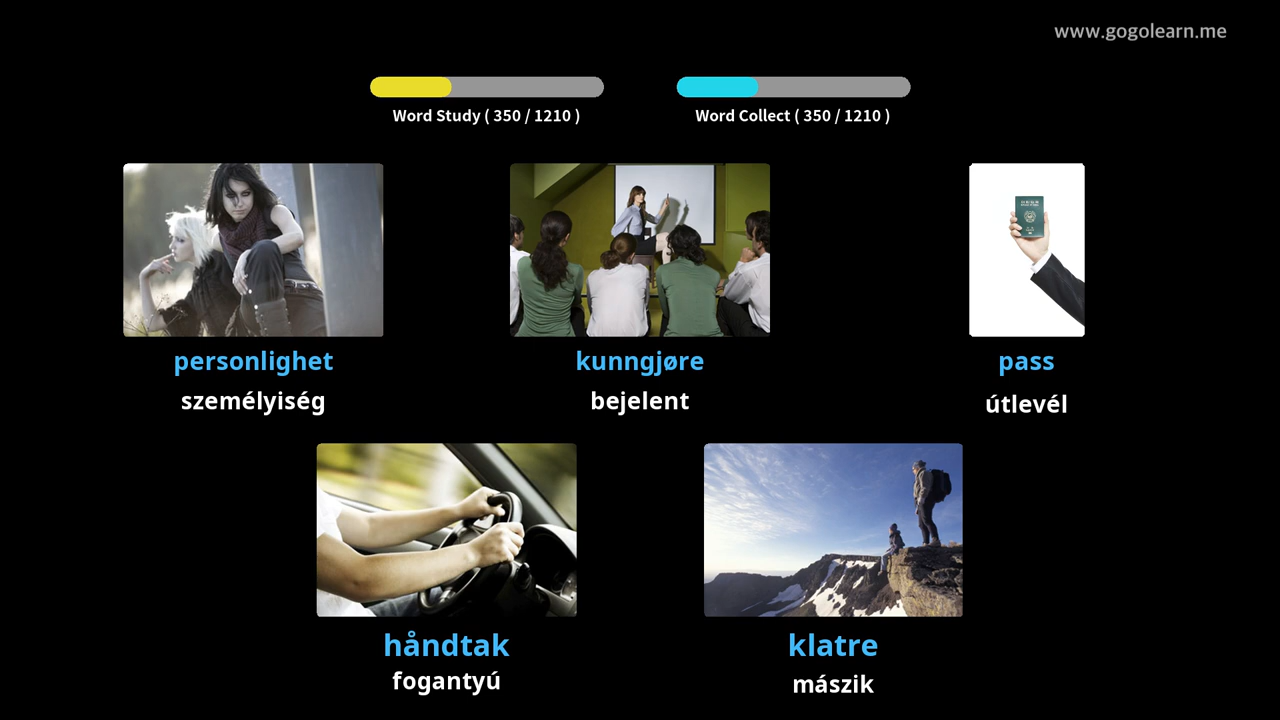 www.gogolearn.me
Word Study ( 350 / 1210 )
Word Collect ( 350 / 1210 )
personlighet
személyiség
kunngjøre
bejelent
pass
útlevél
håndtak
fogantyú
klatre
mászik